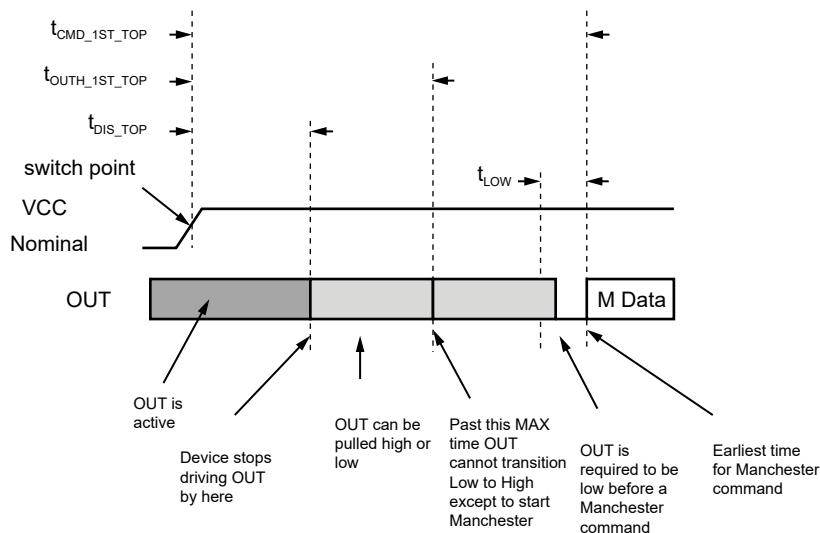 tCMD_1ST_TOP
tOUTH_1ST_TOP
tDIS_TOP
switch point
tLOW
VCC
Nominal
OUT
M Data
OUT is
active
Device stops
driving OUT
by here
OUT can be
pulled high or
low
Past this MAX
time OUT
cannot transition
Low to High
except to start
Manchester
OUT is
required to be
low before a
Manchester
command
Earliest time
for Manchester
command